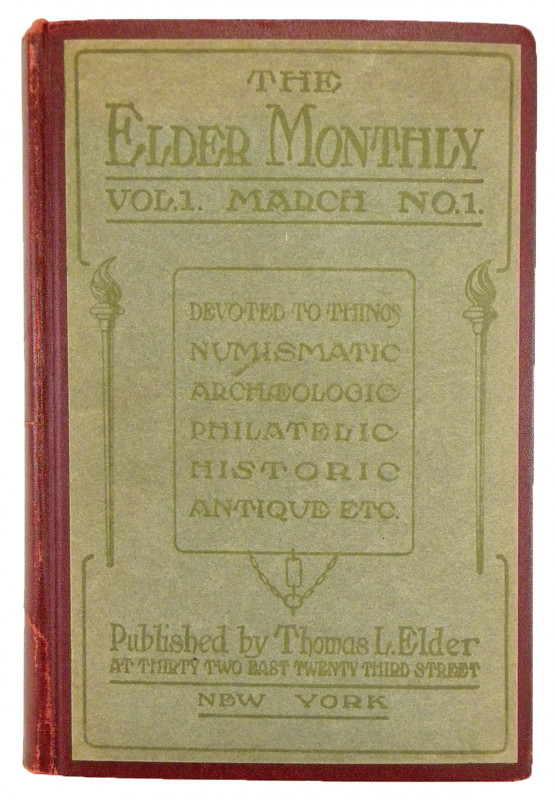 THE
ELDER MONTHLY
VOL.1. MARCH NO.1.
DEVOTED TO THINGS
NUMISMATIC
ARCHÆOLOGIC
PHILATELIC
HISTORIC
ANTIQUE ETC.
Published by Thomas L. Elder
AT THIRTY TWO EAST TWENTY THIRD STREET
NEW YORK